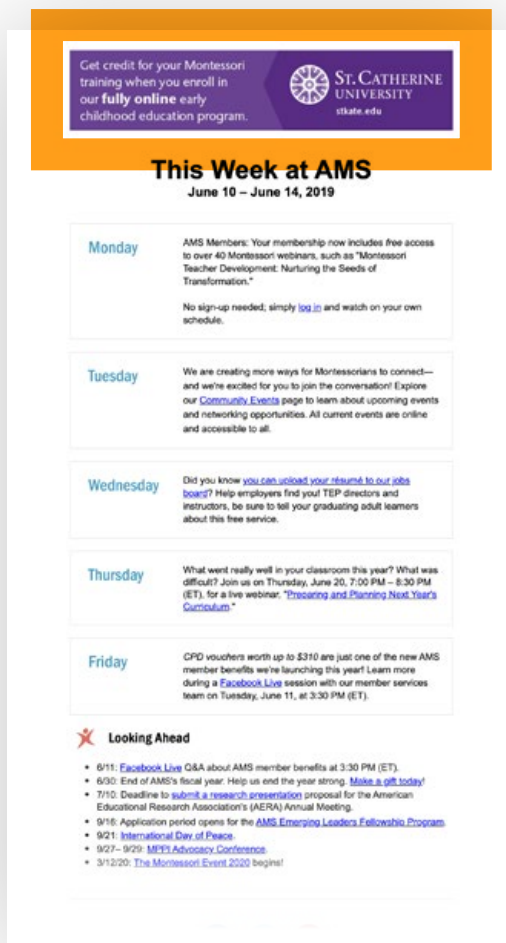 Get credit for your Montessori
training when you enroll in
our fully online early
childhood education program.
ST. CATHERINE
UNIVERSITY
stkate.edu
This Week at AMS
June 10 – June 14, 2019
Monday
AMS Members: Your membership now includes free access
to over 40 Montessori webinars, such as "Montessori
Teacher Development: Nurturing the Seeds of
Transformation."
No sign-up needed; simply log in and watch on your own
schedule.
Tuesday
We are creating more ways for Montessorians to connect—
and we're excited for you to join the conversation! Explore
our Community Events page to learn about upcoming events
and networking opportunities. All current events are online
and accessible to all.
Wednesday
Did you know you can upload your résumé to our jobs
board? Help employers find you! TEP directors and
instructors, be sure to tell your graduating adult learners
about this free service.
Thursday
What went really well in your classroom this year? What was
difficult? Join us on Thursday, June 20, 7:00 PM – 8:30 PM
(ET), for a live webinar, "Preparing and Planning Next Year's
Curriculum."
Friday
CPD vouchers worth up to $310 are just one of the new AMS
member benefits we're launching this year! Learn more
during a Facebook Live session with our member services
team on Tuesday, June 11, at 3:30 PM (ET).
Looking Ahead
• 6/11: Facebook Live Q&A about AMS member benefits at 3:30 PM (ET).
• 6/30: End of AMS's fiscal year. Help us end the year strong. Make a gift today!
• 7/10: Deadline to submit a research presentation proposal for the American
Educational Research Association's (AERA) Annual Meeting.
• 9/16: Application period opens for the AMS Emerging Leaders Fellowship Program.
• 9/21: International Day of Peace.
• 9/27– 9/29: MPPI Advocacy Conference.
• 3/12/20: The Montessori Event 2020 begins!